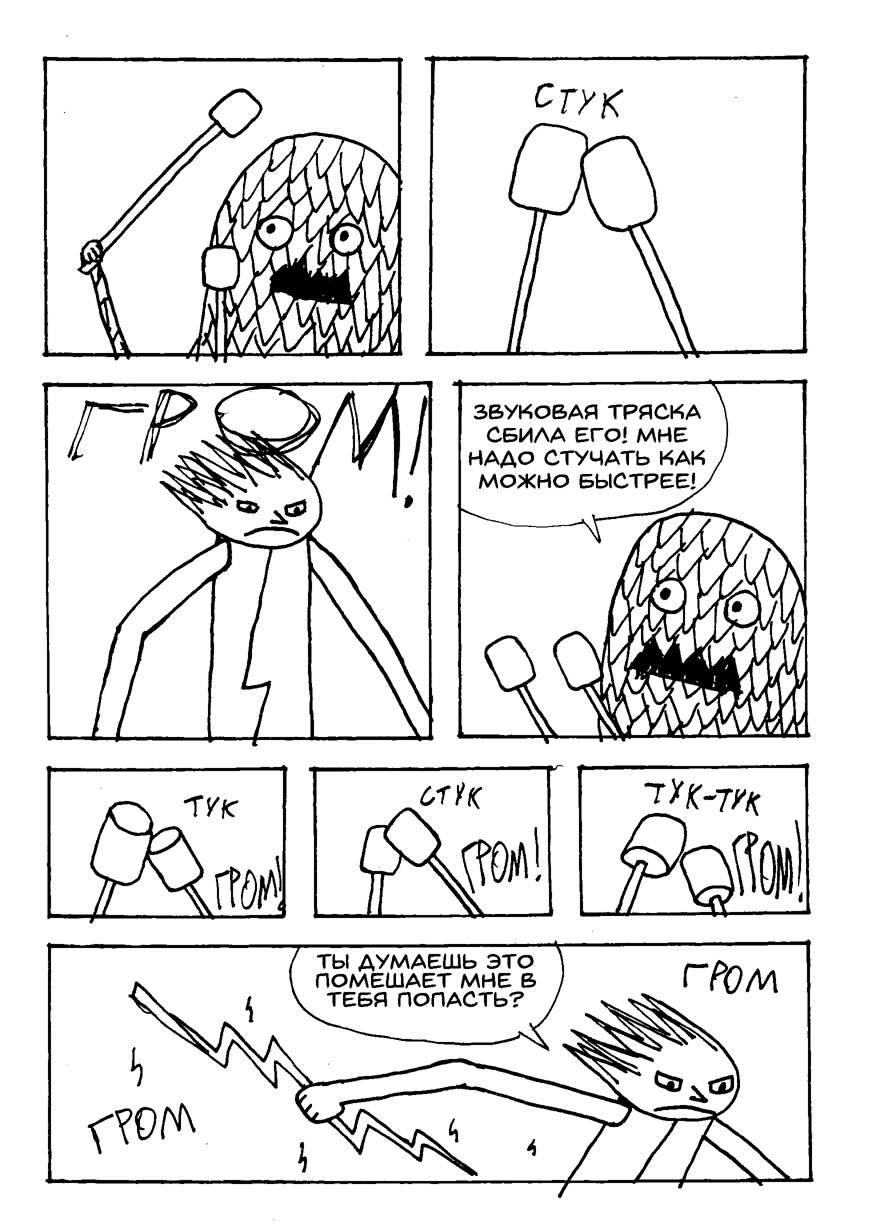 СТУК
ГРОМ!
ЗВУКОВАЯ ТРЯСКА
СБИЛА ЕГО! МНЕ
НАДО СТУЧАТЬ КАК
МОЖНО БЫСТРЕЕ!
ТУК
ГРОМ!
СТУК
ГРОМ!
ТУК-ТУК
ГРОМ!
ТЫ ДУМАЕШЬ ЭТО
ПОМЕШАЕТ МНЕ В
ТЕБЯ ПОПАСТЬ?
ГРОМ
ГРОМ